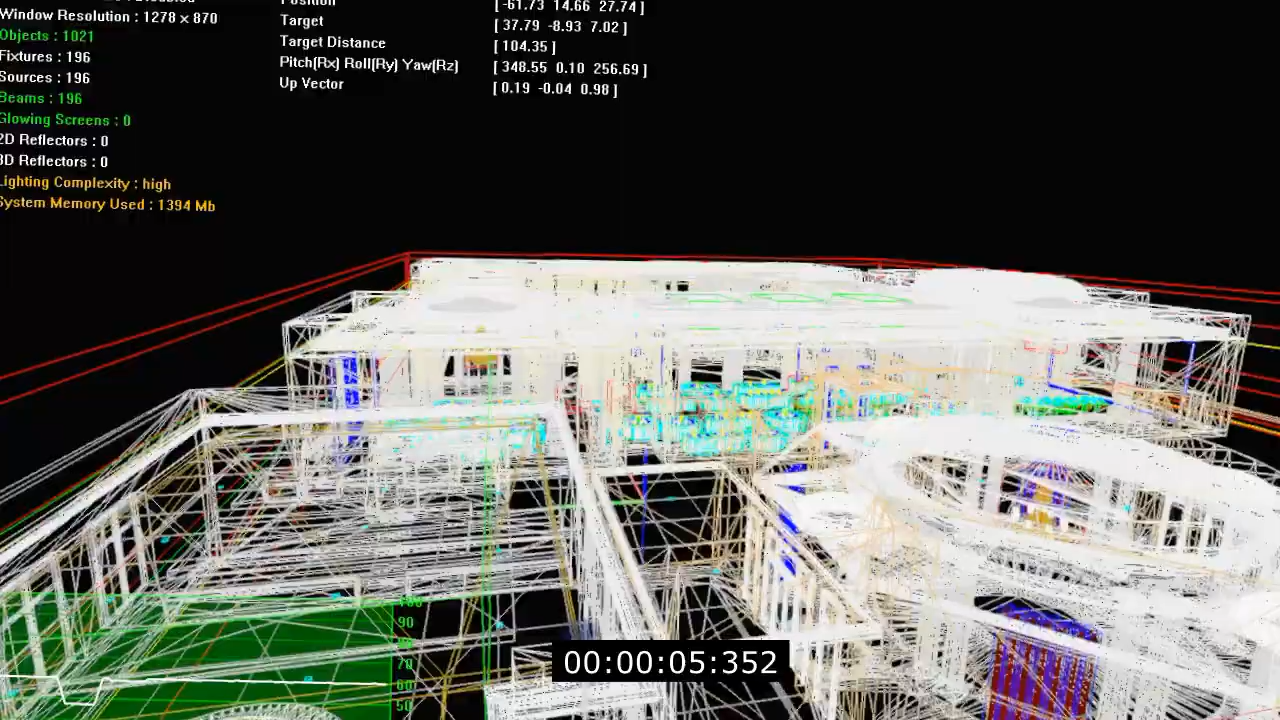 Window Resolution : 1278 x 870
Objects : 1021
Fixtures : 196
Sources : 196
Beams : 196
Glowing Screens : 0
2D Reflectors : 0
3D Reflectors : 0
Lighting Complexity : high
System Memory Used : 1394 Mb
Position [ -61.73 14.66 27.74 ]
Target [ 37.79 -8.93 7.02 ]
Target Distance [ 104.35 ]
Pitch(Rx) Roll(Ry) Yaw(Rz) [ 348.55 0.10 256.69 ]
Up Vector [ 0.19 -0.04 0.98 ]
100
90
80
70
60
50
00:00:05:352